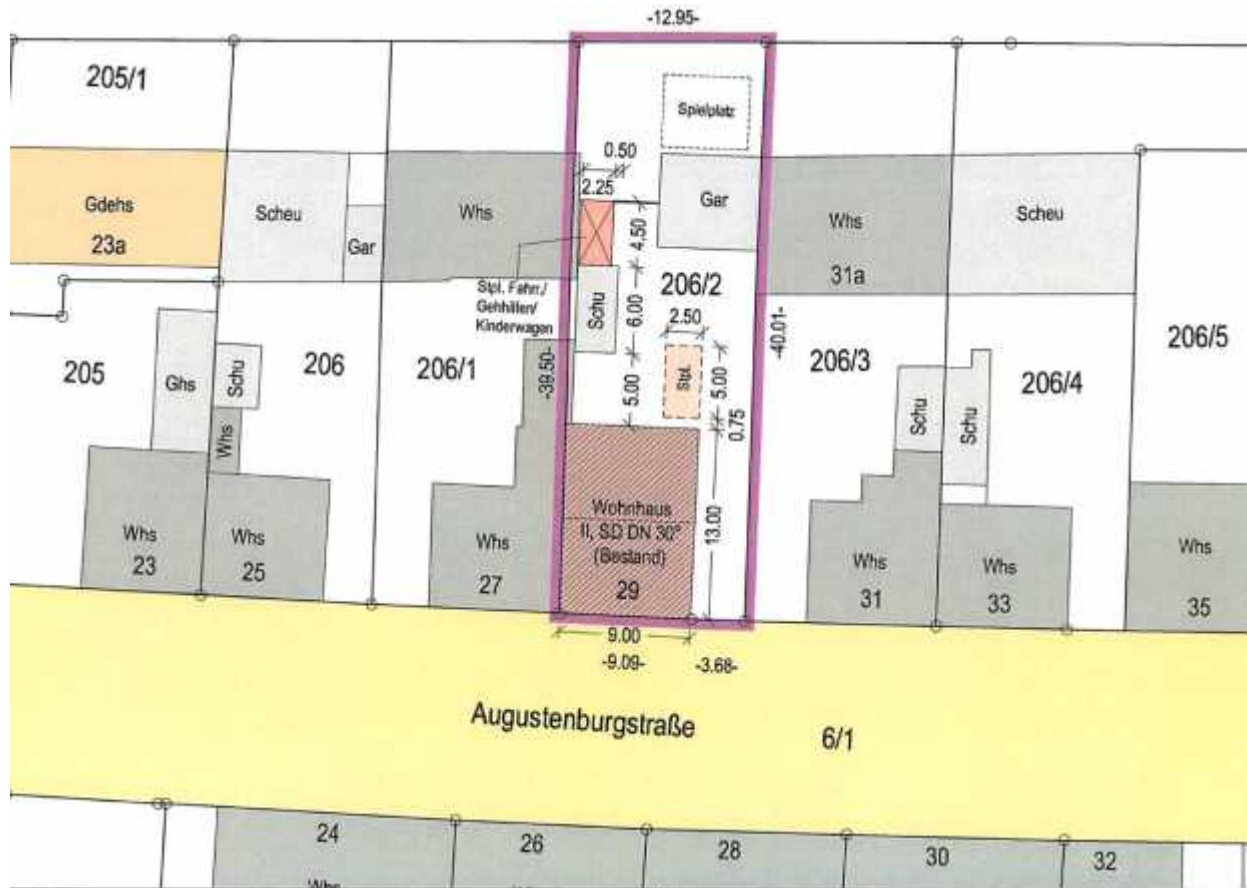 -12.95-
205/1
Spielplatz
0.50
2.25
Gdehs
23a
Scheu
Gar
Whs
4.50
Gar
Whs
31a
Scheu
Stpl. Fahrr./
Gehhilfen/
Kinderwagen
Schu
6.00
206/2
2.50
-40.01-
206/5
205
Ghs
Schu
206
206/1
-39.50-
5.00
Stpl.
5.00
0.75
206/3
206/4
Schu
Schu
Whs
Whs
23
Whs
25
Whs
27
Wohnhaus
II, SD DN 30°
(Bestand)
29
13.00
Whs
31
Whs
33
Whs
35
9.00
-9.09-
-3.68-
Augustenburgstraße
6/1
24
26
28
30
32
Whs